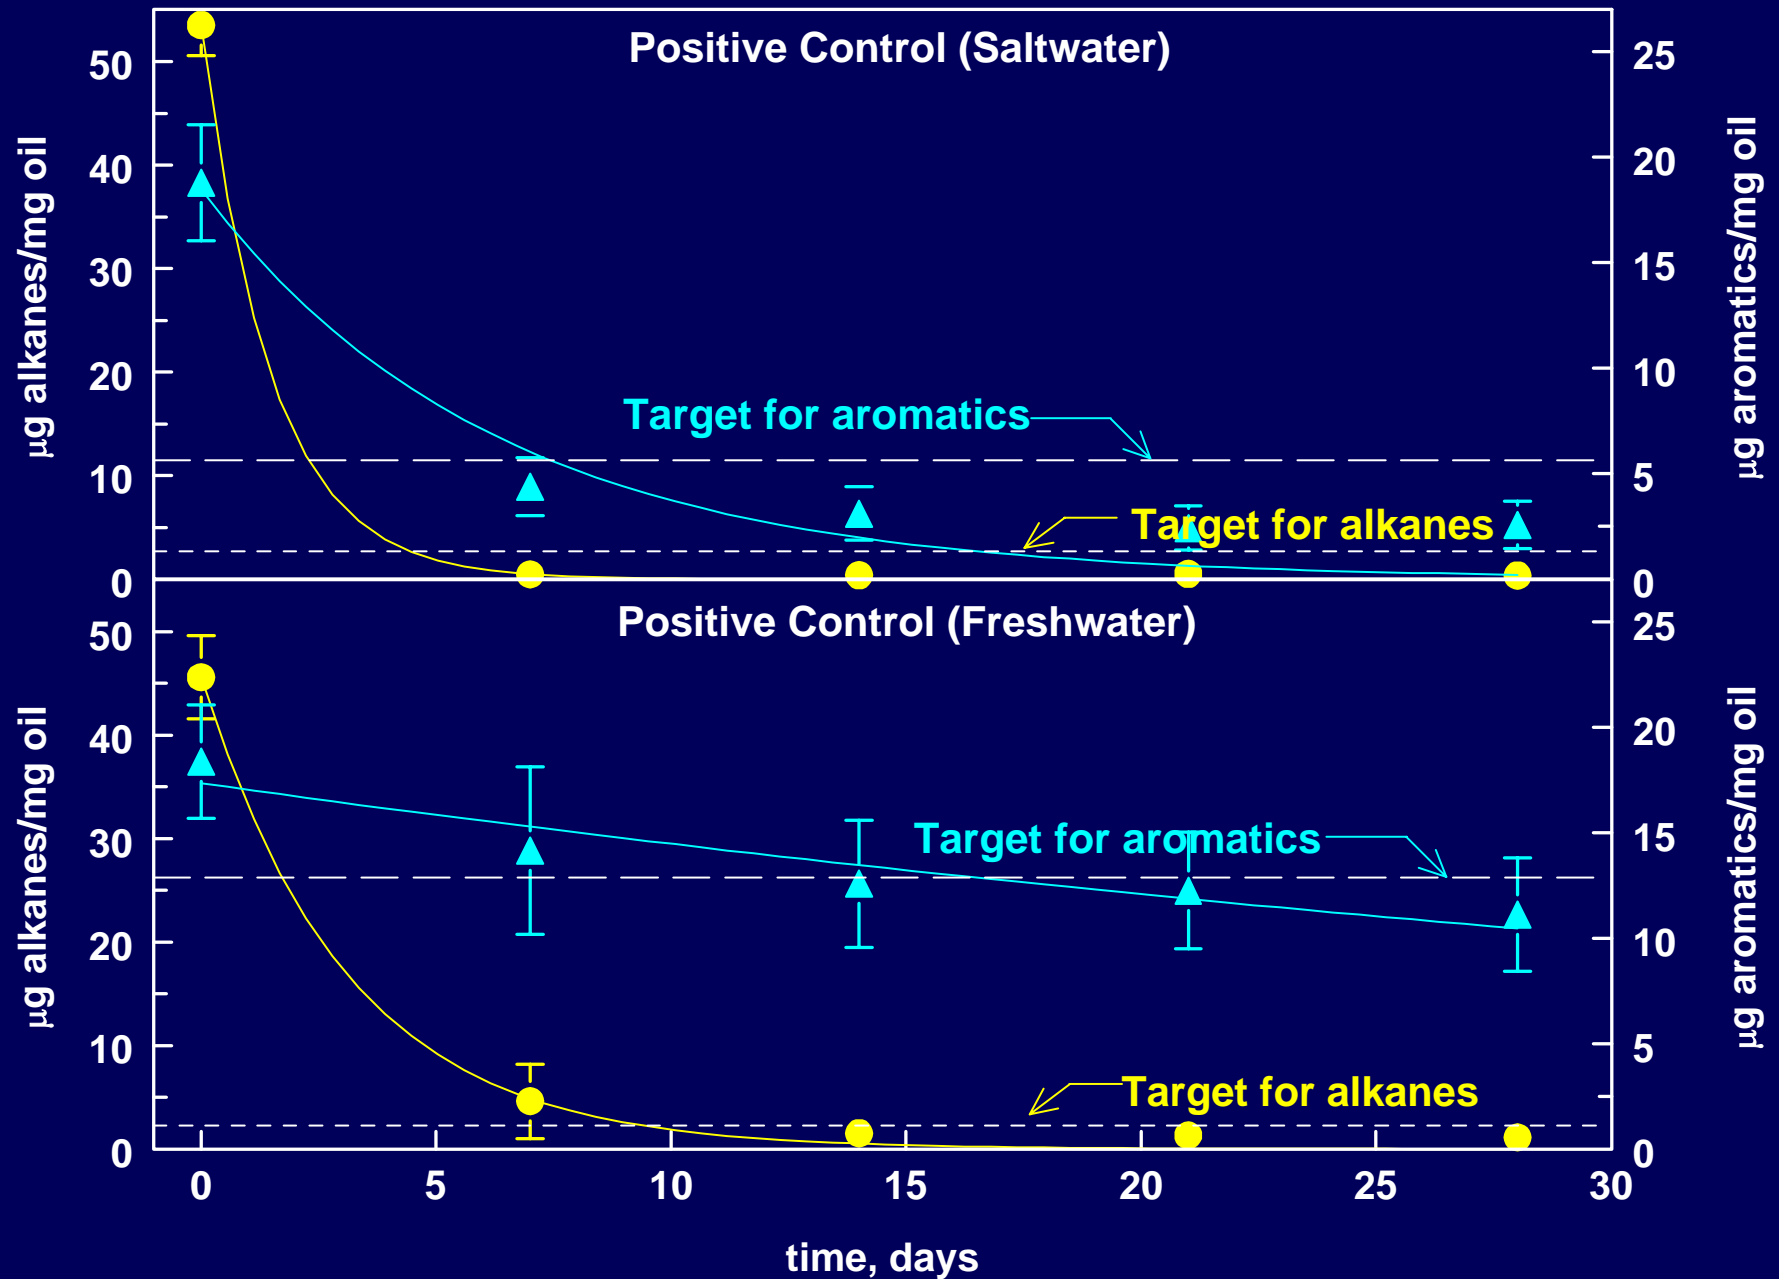 Positive Control (Saltwater)
50
40
30
20
10
0
25
20
15
10
5
0
µg alkanes/mg oil
µg aromatics/mg oil
Target for aromatics
Target for alkanes
Positive Control (Freshwater)
50
40
30
20
10
0
25
20
15
10
5
0
µg alkanes/mg oil
µg aromatics/mg oil
Target for aromatics
Target for alkanes
0 5 10 15 20 25 30
time, days